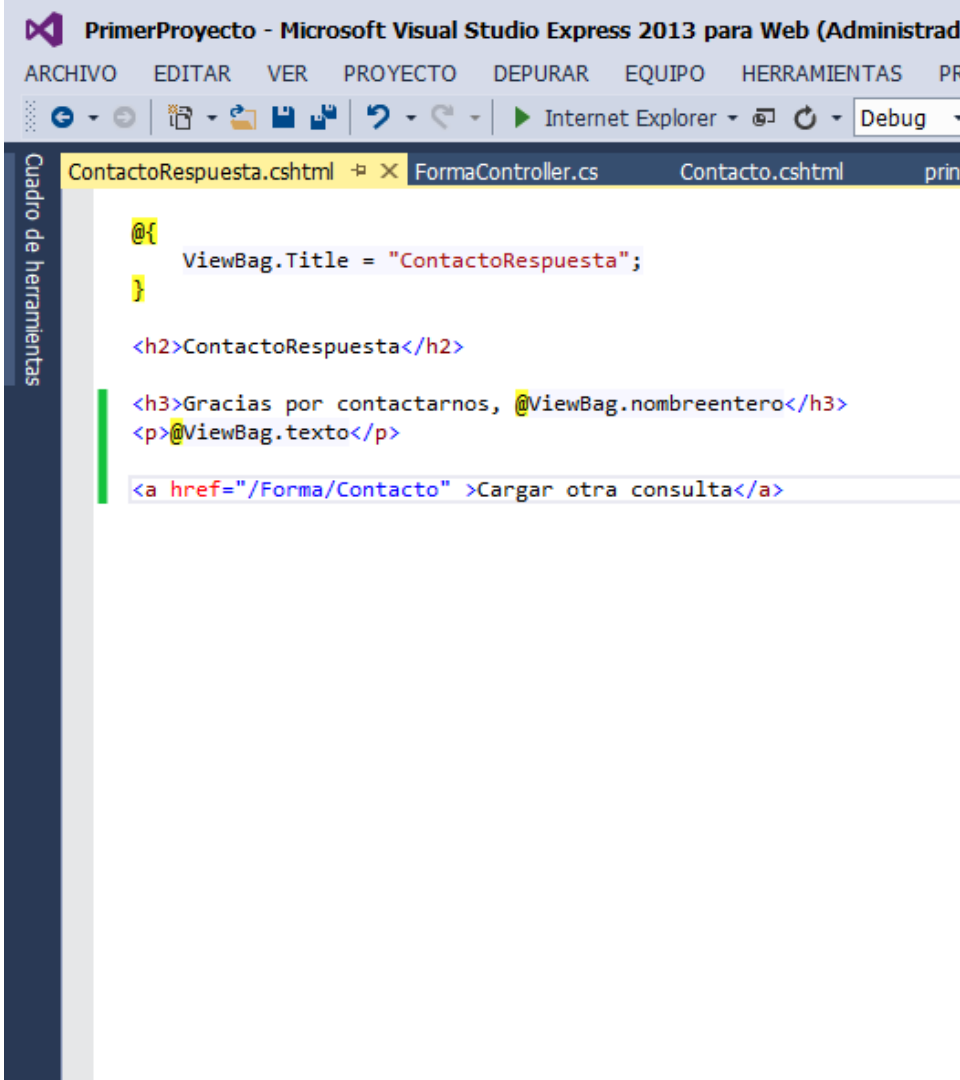 PrimerProyecto - Microsoft Visual Studio Express 2013 para Web (Administrad
ARCHIVO EDITAR VER PROYECTO DEPURAR EQUIPO HERRAMIENTAS PR
Internet Explorer Debug
Cuadro de herramientas
ContactoRespuesta.cshtml FormaController.cs Contacto.cshtml prin
@{
ViewBag.Title = "ContactoRespuesta";
}
<h2>ContactoRespuesta</h2>
<h3>Gracias por contactarnos, @ViewBag.nombreentero</h3>
<p>@ViewBag.texto</p>
<a href="/Forma/Contacto" >Cargar otra consulta</a>